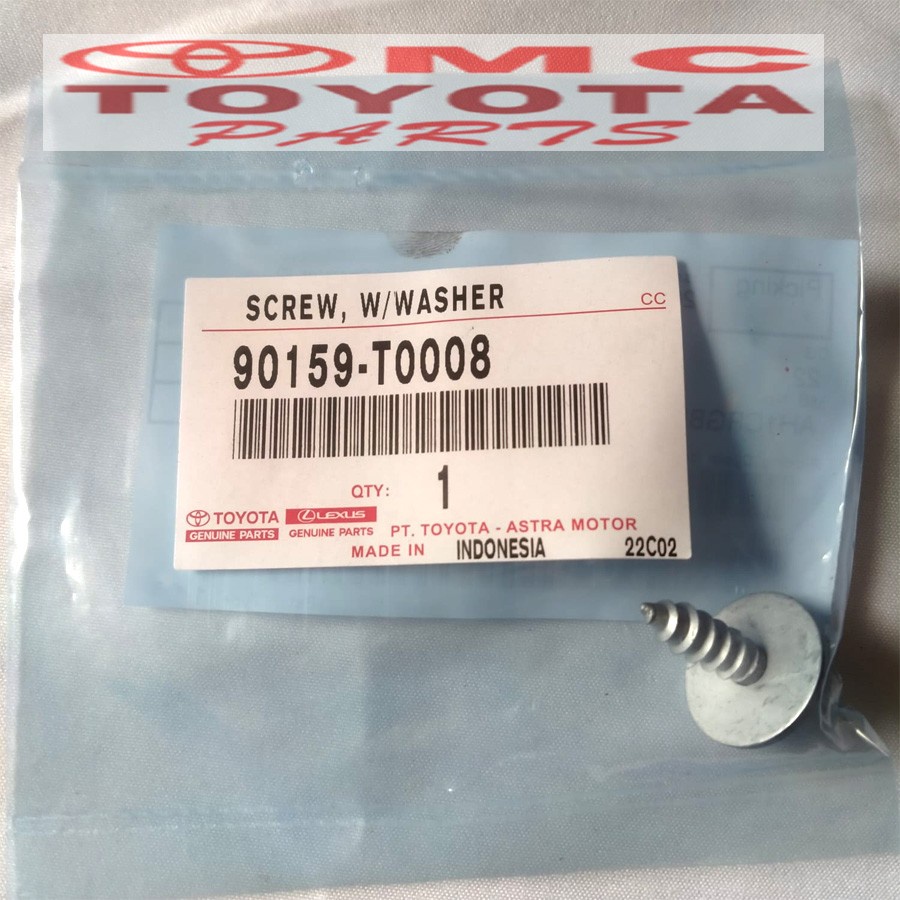 OMC
TOYOTA
PARTS
SCREW, W/WASHER
CC
90159-T0008
QTY: 1
TOYOTA
GENUINE PARTS
LEXUS
GENUINE PARTS
PT. TOYOTA - ASTRA MOTOR
MADE IN INDONESIA 22C02
Picking